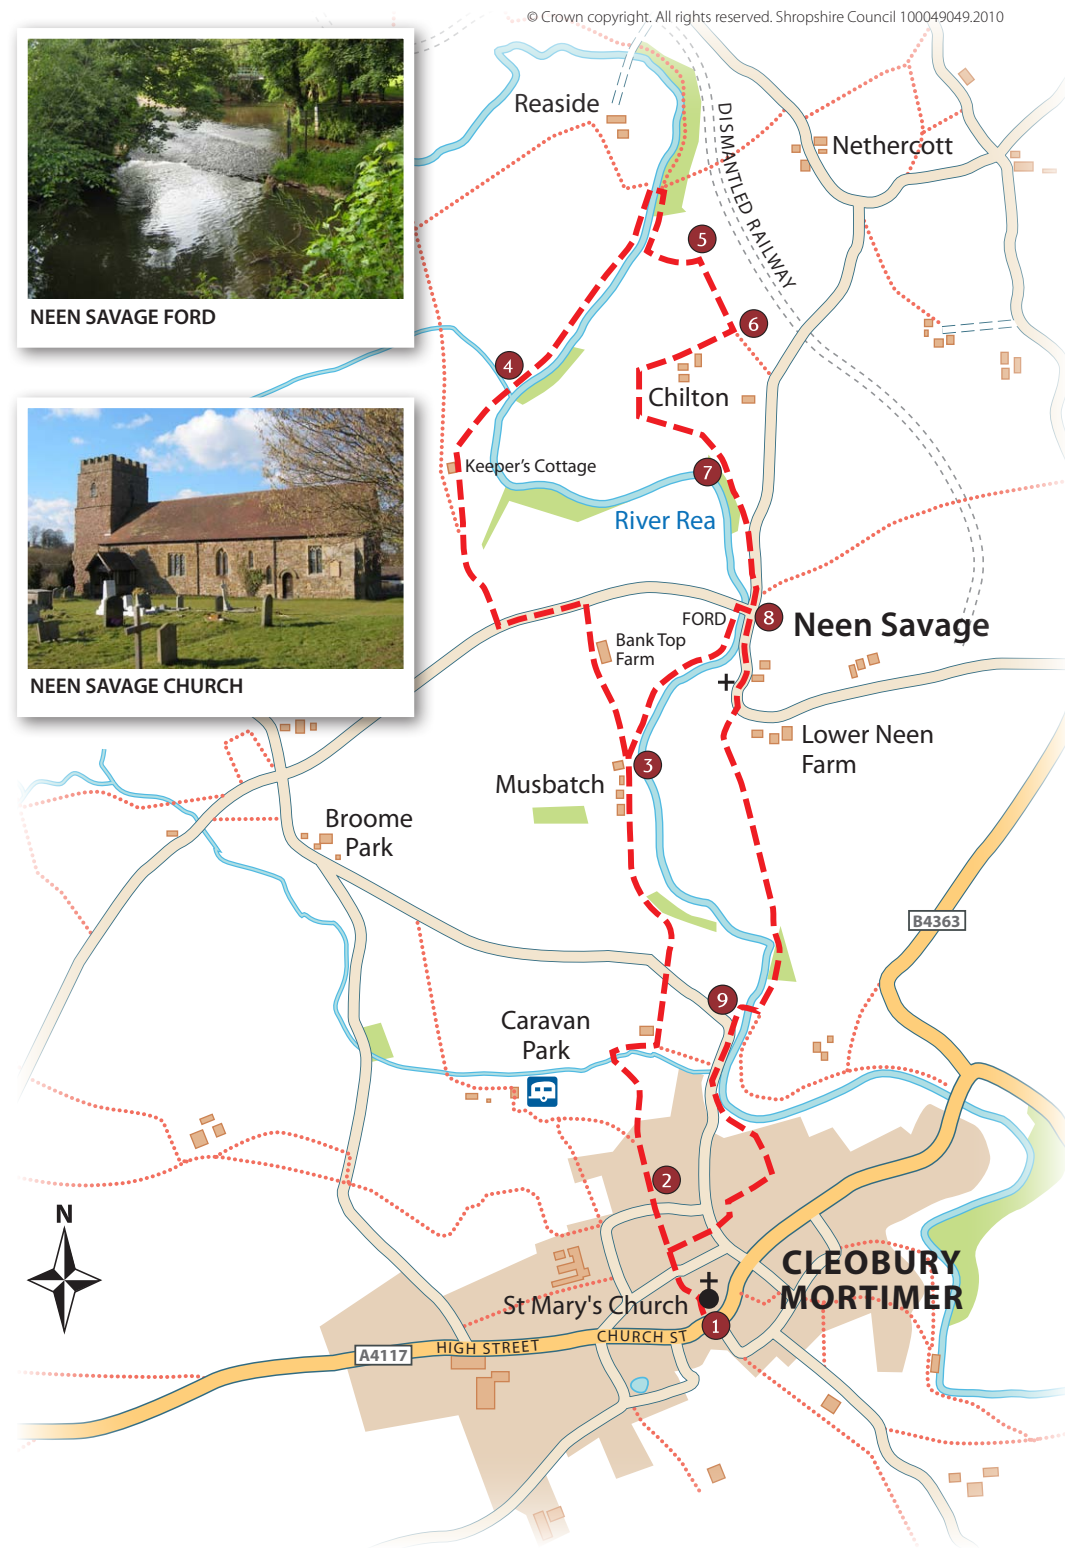 © Crown copyright. All rights reserved. Shropshire Council 100049049.2010
NEEN SAVAGE FORD
NEEN SAVAGE CHURCH
Reaside
DISMANTLED RAILWAY
Nethercott
5
6
4
Chilton
Keeper's Cottage
7
River Rea
FORD
8
Neen Savage
Bank Top
Farm
Lower Neen
Farm
3
Musbatch
Broome
Park
B4363
9
Caravan
Park
2
N
CLEOBURY
MORTIMER
St Mary's Church
1
CHURCH ST
HIGH STREET
A4117